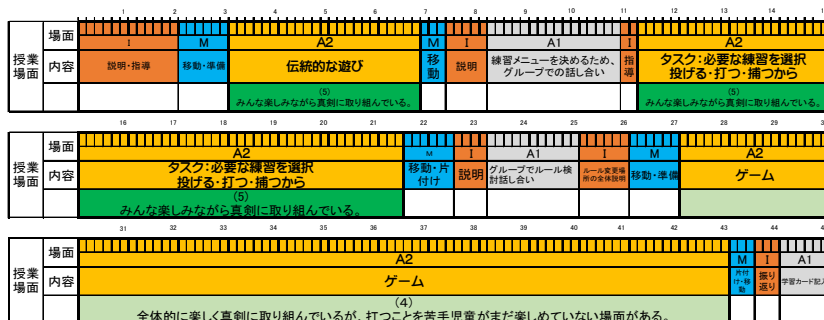 1 2 3 4 5 6 7 8 9 10 11 12 13 14
授業場面 場面 I M A2 M I A1 I A2
内容 説明・指導 移動・準備 伝統的な遊び 移動 説明 練習メニューを決めるため、グループでの話し合い 指導 タスク:必要な練習を選択 投げる・打つ・捕つから
(5) (5)
みんな楽しみながら真剣に取り組んでいる。 みんな楽しみながら真剣に取り組んでいる。
16 17 18 19 20 21 22 23 24 25 26 27 28 29
授業場面 場面 A2 M I A1 I M A2
内容 タスク:必要な練習を選択 投げる・打つ・捕つから 移動・片付け 説明 グループでルール検討話し合い ルール変更場所の全体説明 移動・準備 ゲーム
(5)
みんな楽しみながら真剣に取り組んでいる。
31 32 33 34 35 36 37 38 39 40 41 42 43 44
授業場面 場面 A2 M I A1
内容 ゲーム 片付け・移動 振り返り 学習カード記入
(4)
全体的に楽しく真剣に取り組んでいるが、打つことを苦手児童がまだ楽しめていない場面がある。